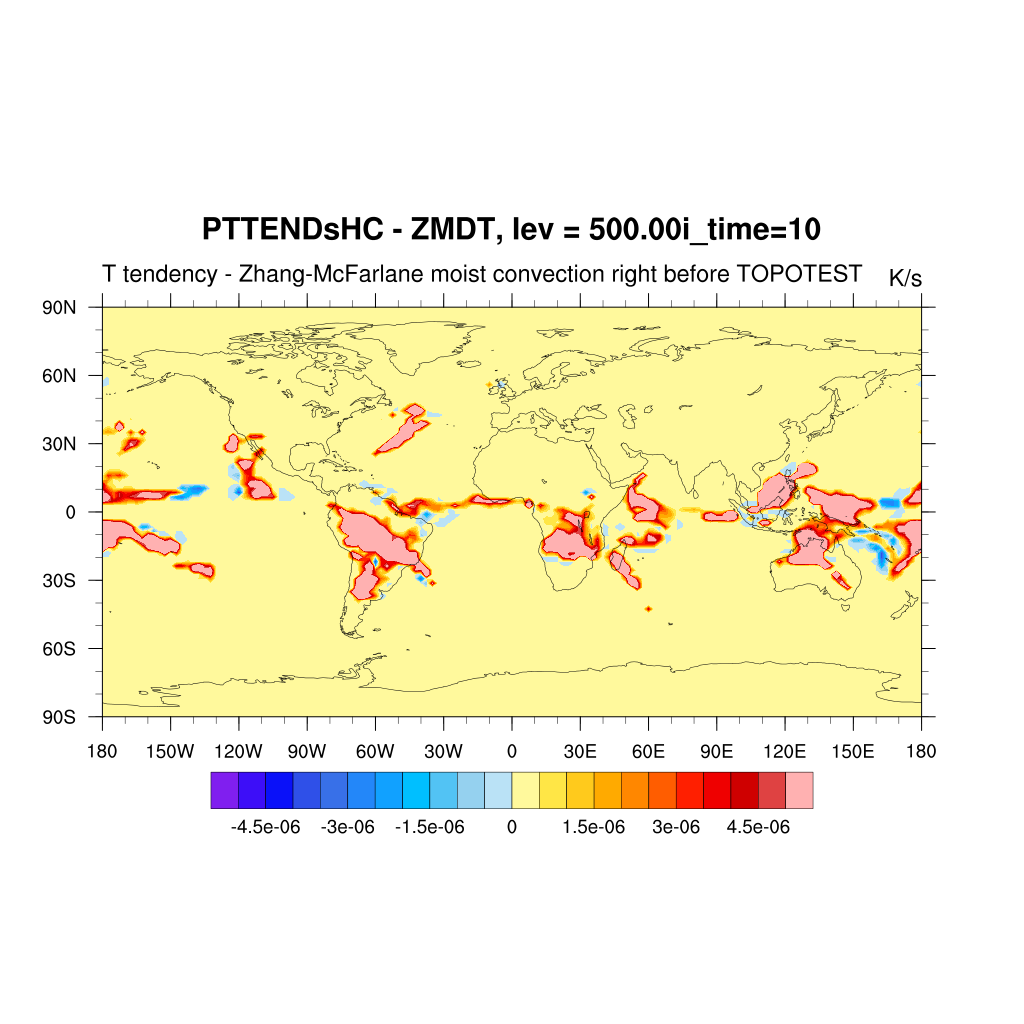 PTTENDsHC - ZMDT, lev = 500.00i_time=10
T tendency - Zhang-McFarlane moist convection right before TOPOTEST K/s
90N
60N
30N
0
30S
60S
90S
180 150W 120W 90W 60W 30W 0 30E 60E 90E 120E 150E 180
-4.5e-06 -3e-06 -1.5e-06 0 1.5e-06 3e-06 4.5e-06